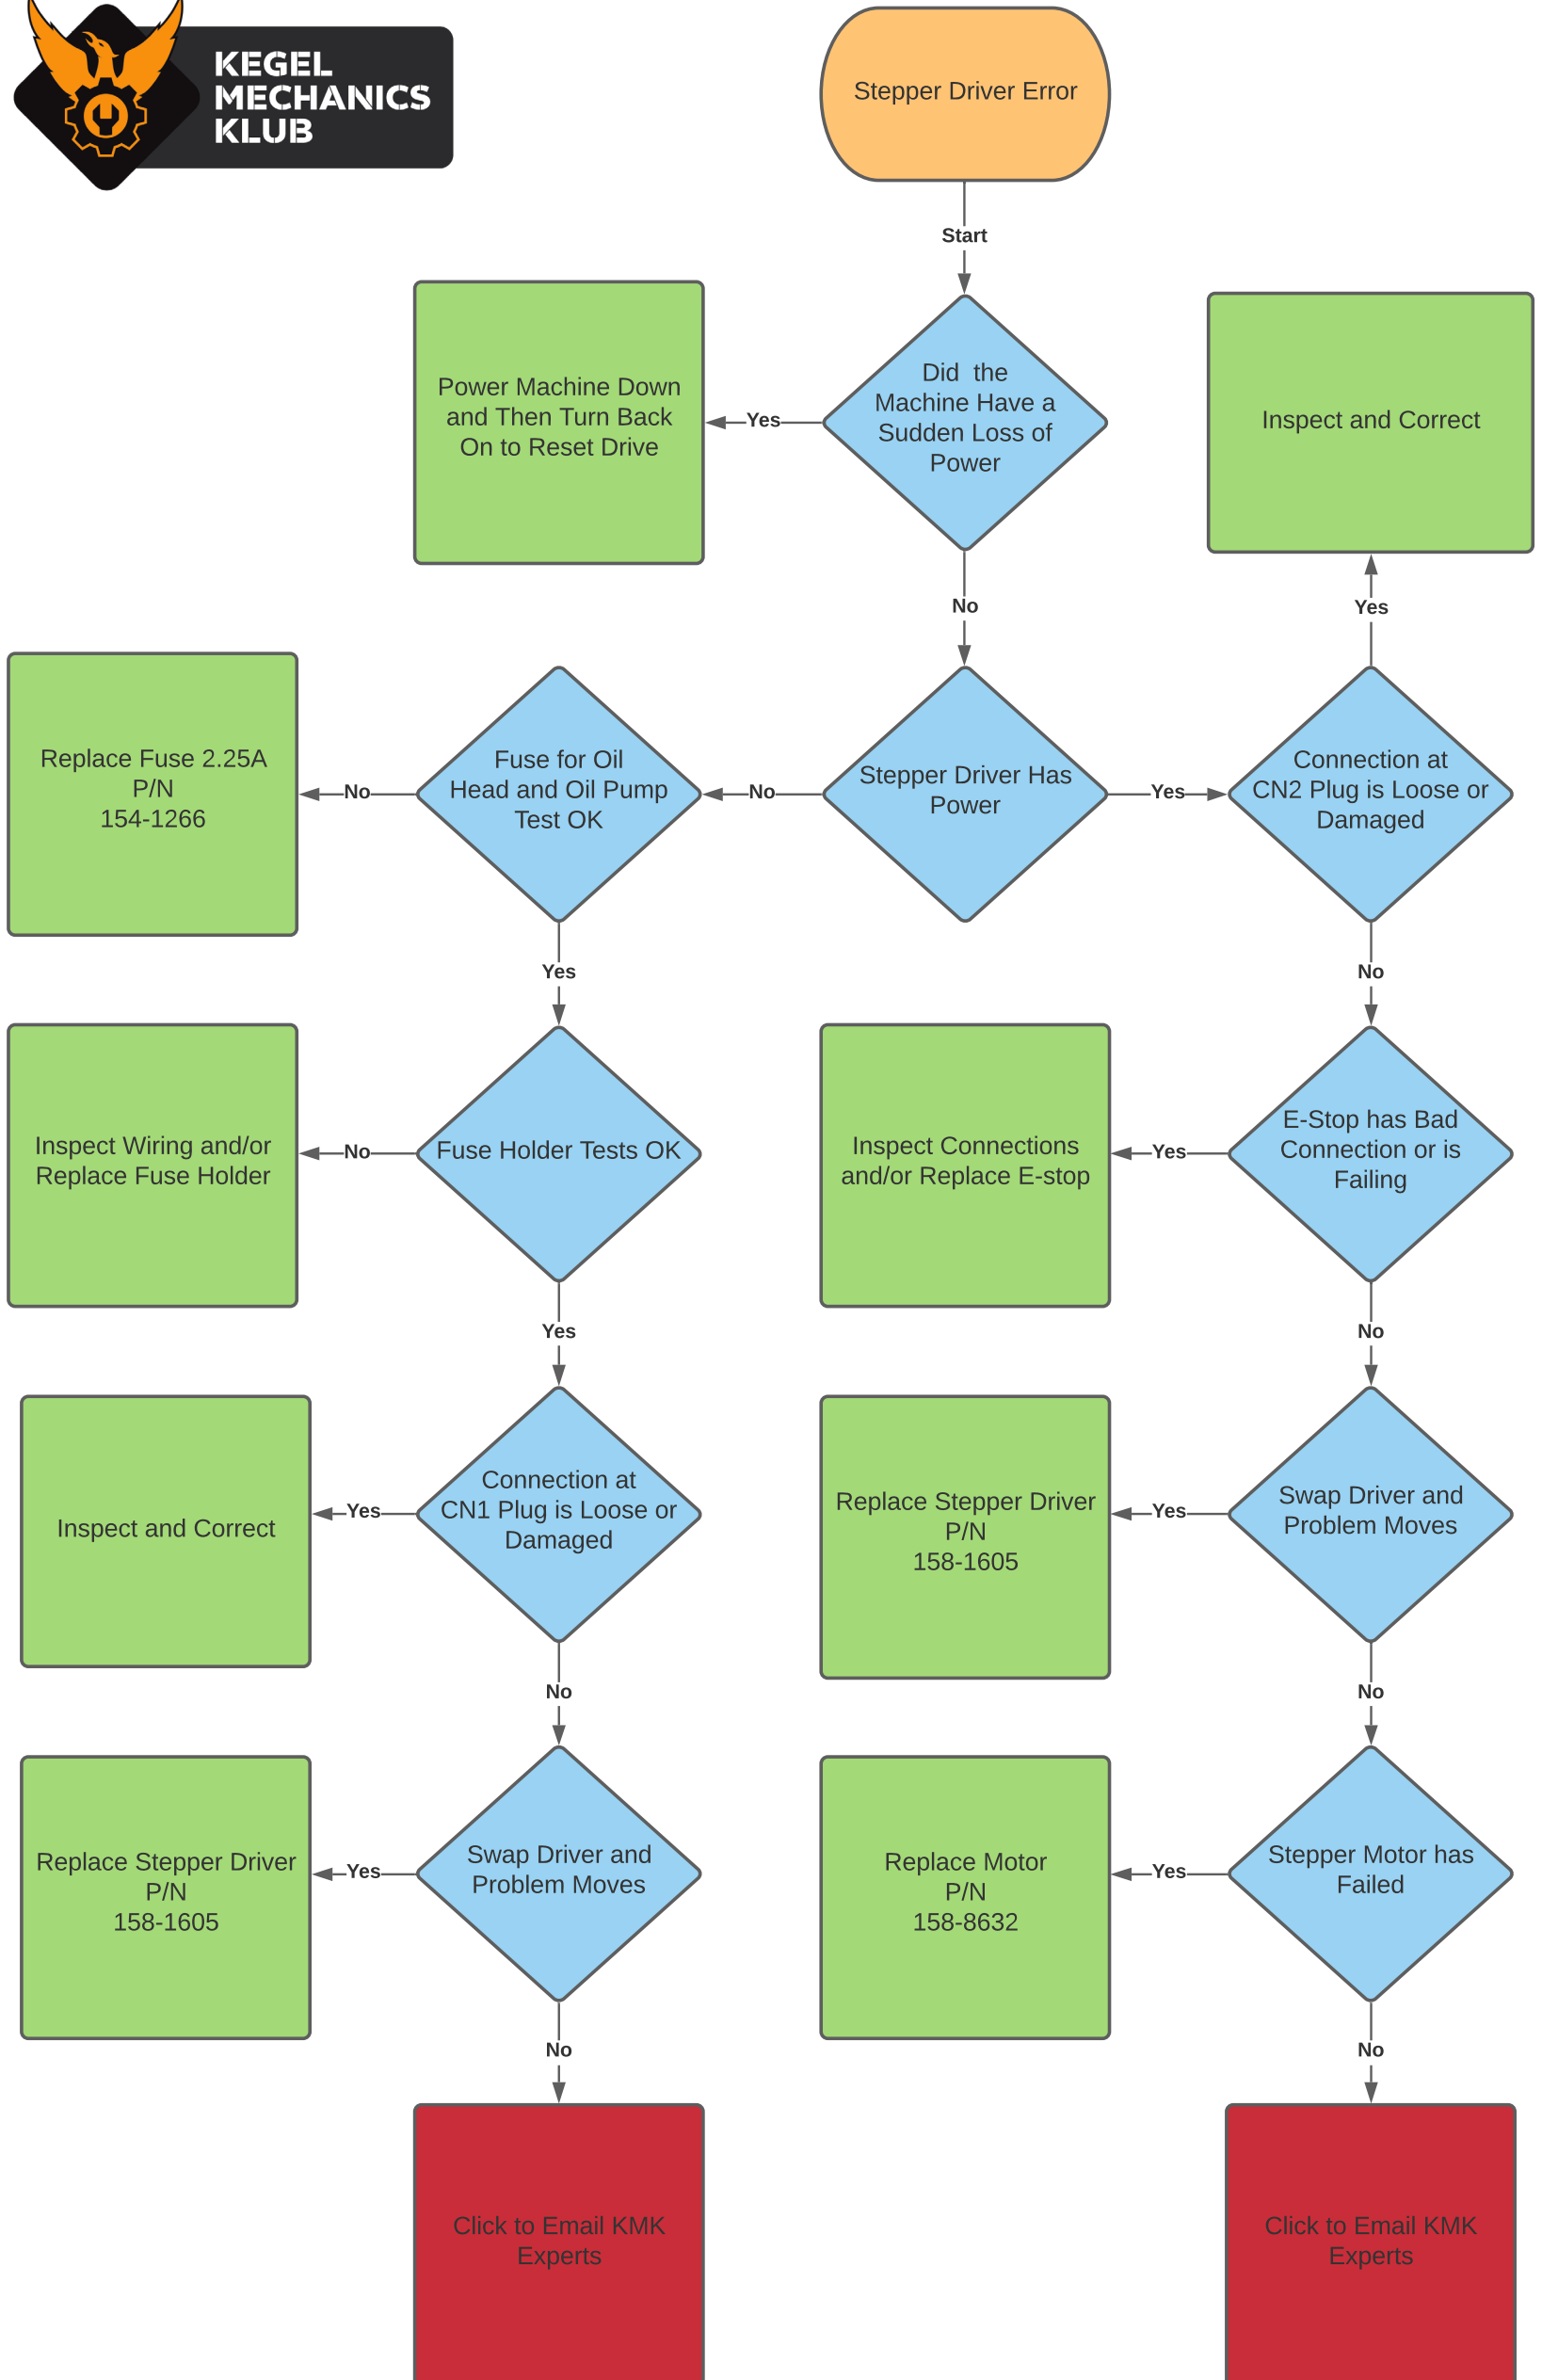 KEGEL
MECHANICS
KLUB
Stepper Driver Error
Start
Did the
Machine Have a
Sudden Loss of
Power
Yes
Power Machine Down
and Then Turn Back
On to Reset Drive
No
Inspect and Correct
Yes
Replace Fuse 2.25A
P/N
154-1266
No
Fuse for Oil
Head and Oil Pump
Test OK
No
Stepper Driver Has
Power
Yes
Connection at
CN2 Plug is Loose or
Damaged
Yes
No
Inspect Wiring and/or
Replace Fuse Holder
No
Fuse Holder Tests OK
Inspect Connections
and/or Replace E-stop
Yes
E-Stop has Bad
Connection or is
Failing
Yes
No
Inspect and Correct
Yes
Connection at
CN1 Plug is Loose or
Damaged
Replace Stepper Driver
P/N
158-1605
Yes
Swap Driver and
Problem Moves
No
No
Replace Stepper Driver
P/N
158-1605
Yes
Swap Driver and
Problem Moves
Replace Motor
P/N
158-8632
Yes
Stepper Motor has
Failed
No
No
Click to Email KMK
Experts
Click to Email KMK
Experts